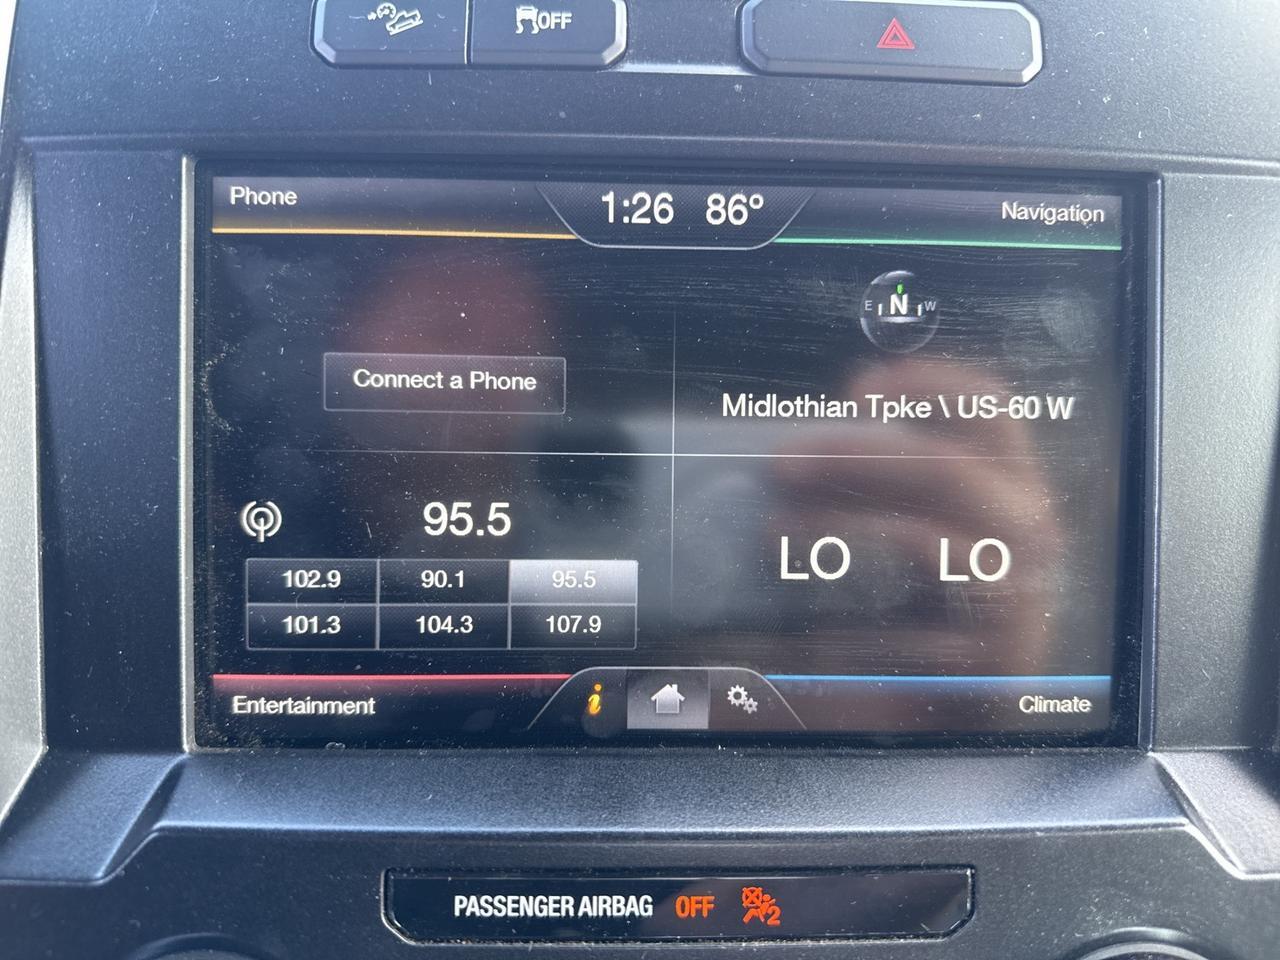 OFF
Phone
1:26 86°
Navigation
E N W
Connect a Phone
Midlothian Tpke \ US-60 W
95.5
102.9 90.1 95.5
101.3 104.3 107.9
LO LO
i
Entertainment
Climate
PASSENGER AIRBAG OFF 2